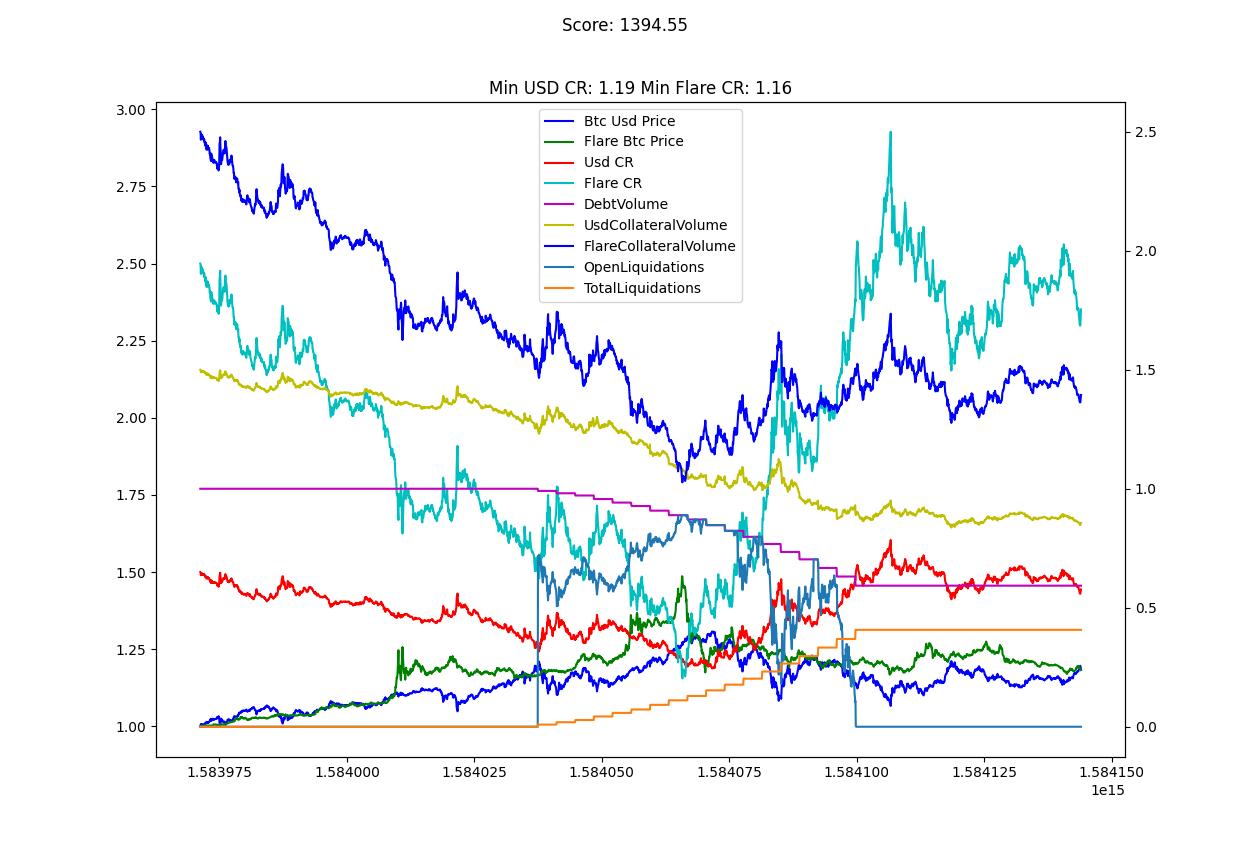 Score: 1394.55
Min USD CR: 1.19 Min Flare CR: 1.16
3.00
2.75
2.50
2.25
2.00
1.75
1.50
1.25
1.00
Btc Usd Price
Flare Btc Price
Usd CR
Flare CR
DebtVolume
UsdCollateralVolume
FlareCollateralVolume
OpenLiquidations
TotalLiquidations
2.5
2.0
1.5
1.0
0.5
0.0
1.583975 1.584000 1.584025 1.584050 1.584075 1.584100 1.584125 1.584150
1e15